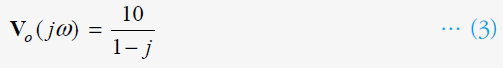 V_o(jω) = 10 / (1 − j) ⋯ (3)